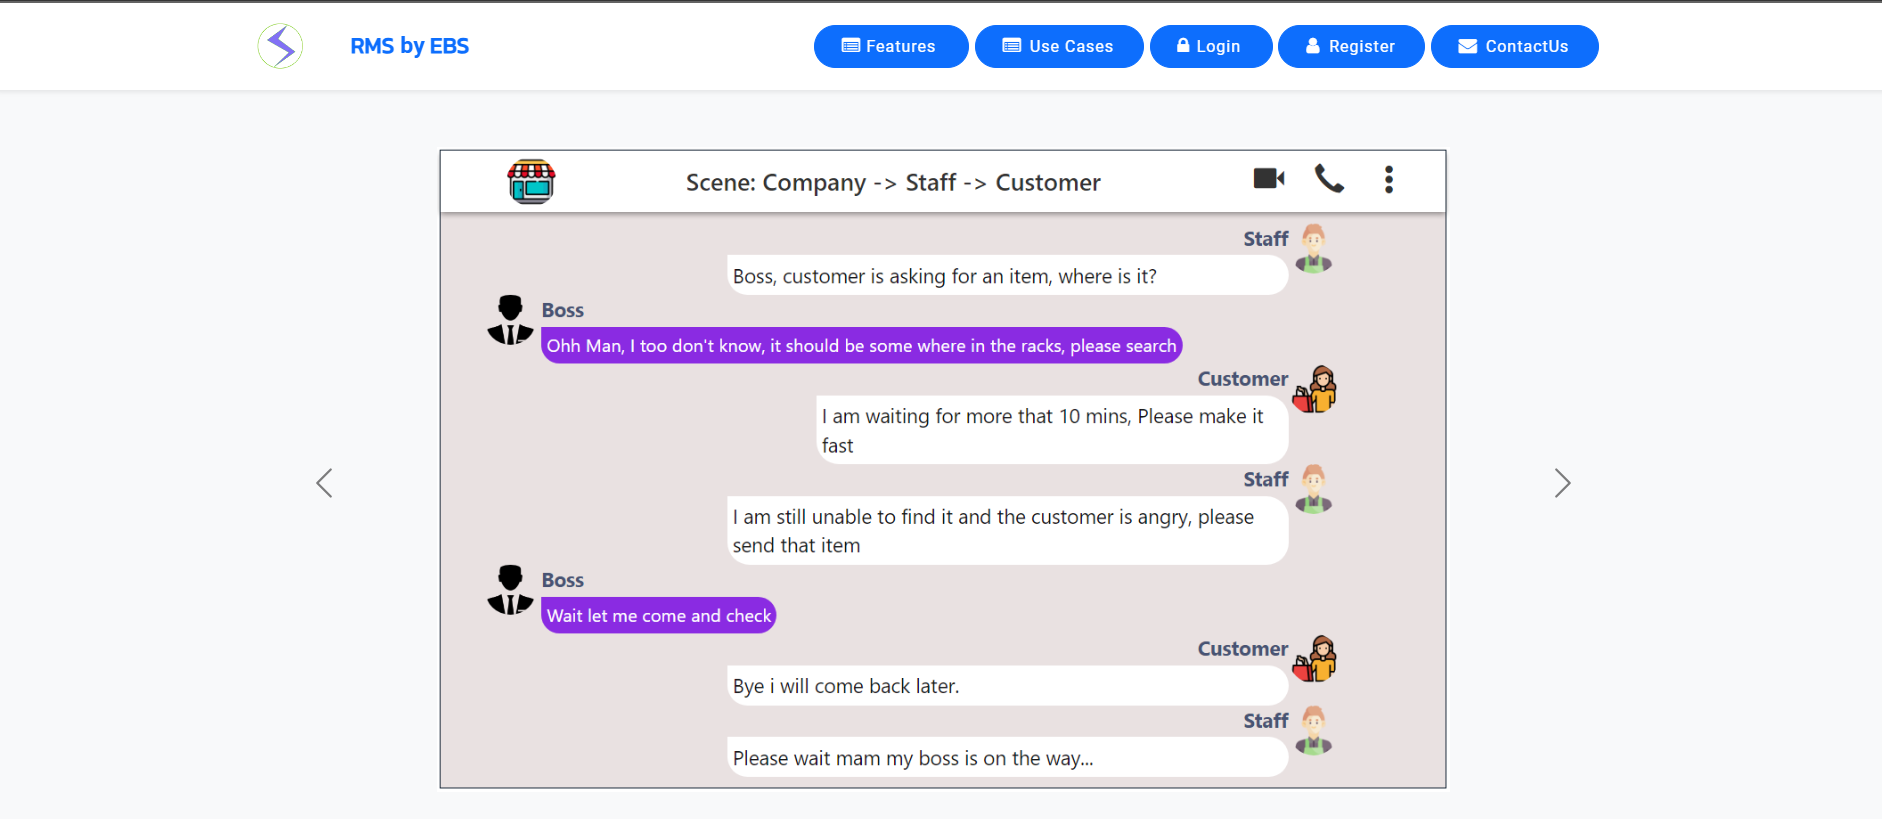 RMS by EBS
Features
Use Cases
Login
Register
ContactUs
Scene: Company -> Staff -> Customer
Staff
Boss, customer is asking for an item, where is it?
Boss
Ohh Man, I too don't know, it should be some where in the racks, please search
Customer
I am waiting for more that 10 mins, Please make it
fast
Staff
I am still unable to find it and the customer is angry, please
send that item
Boss
Wait let me come and check
Customer
Bye i will come back later.
Staff
Please wait mam my boss is on the way...